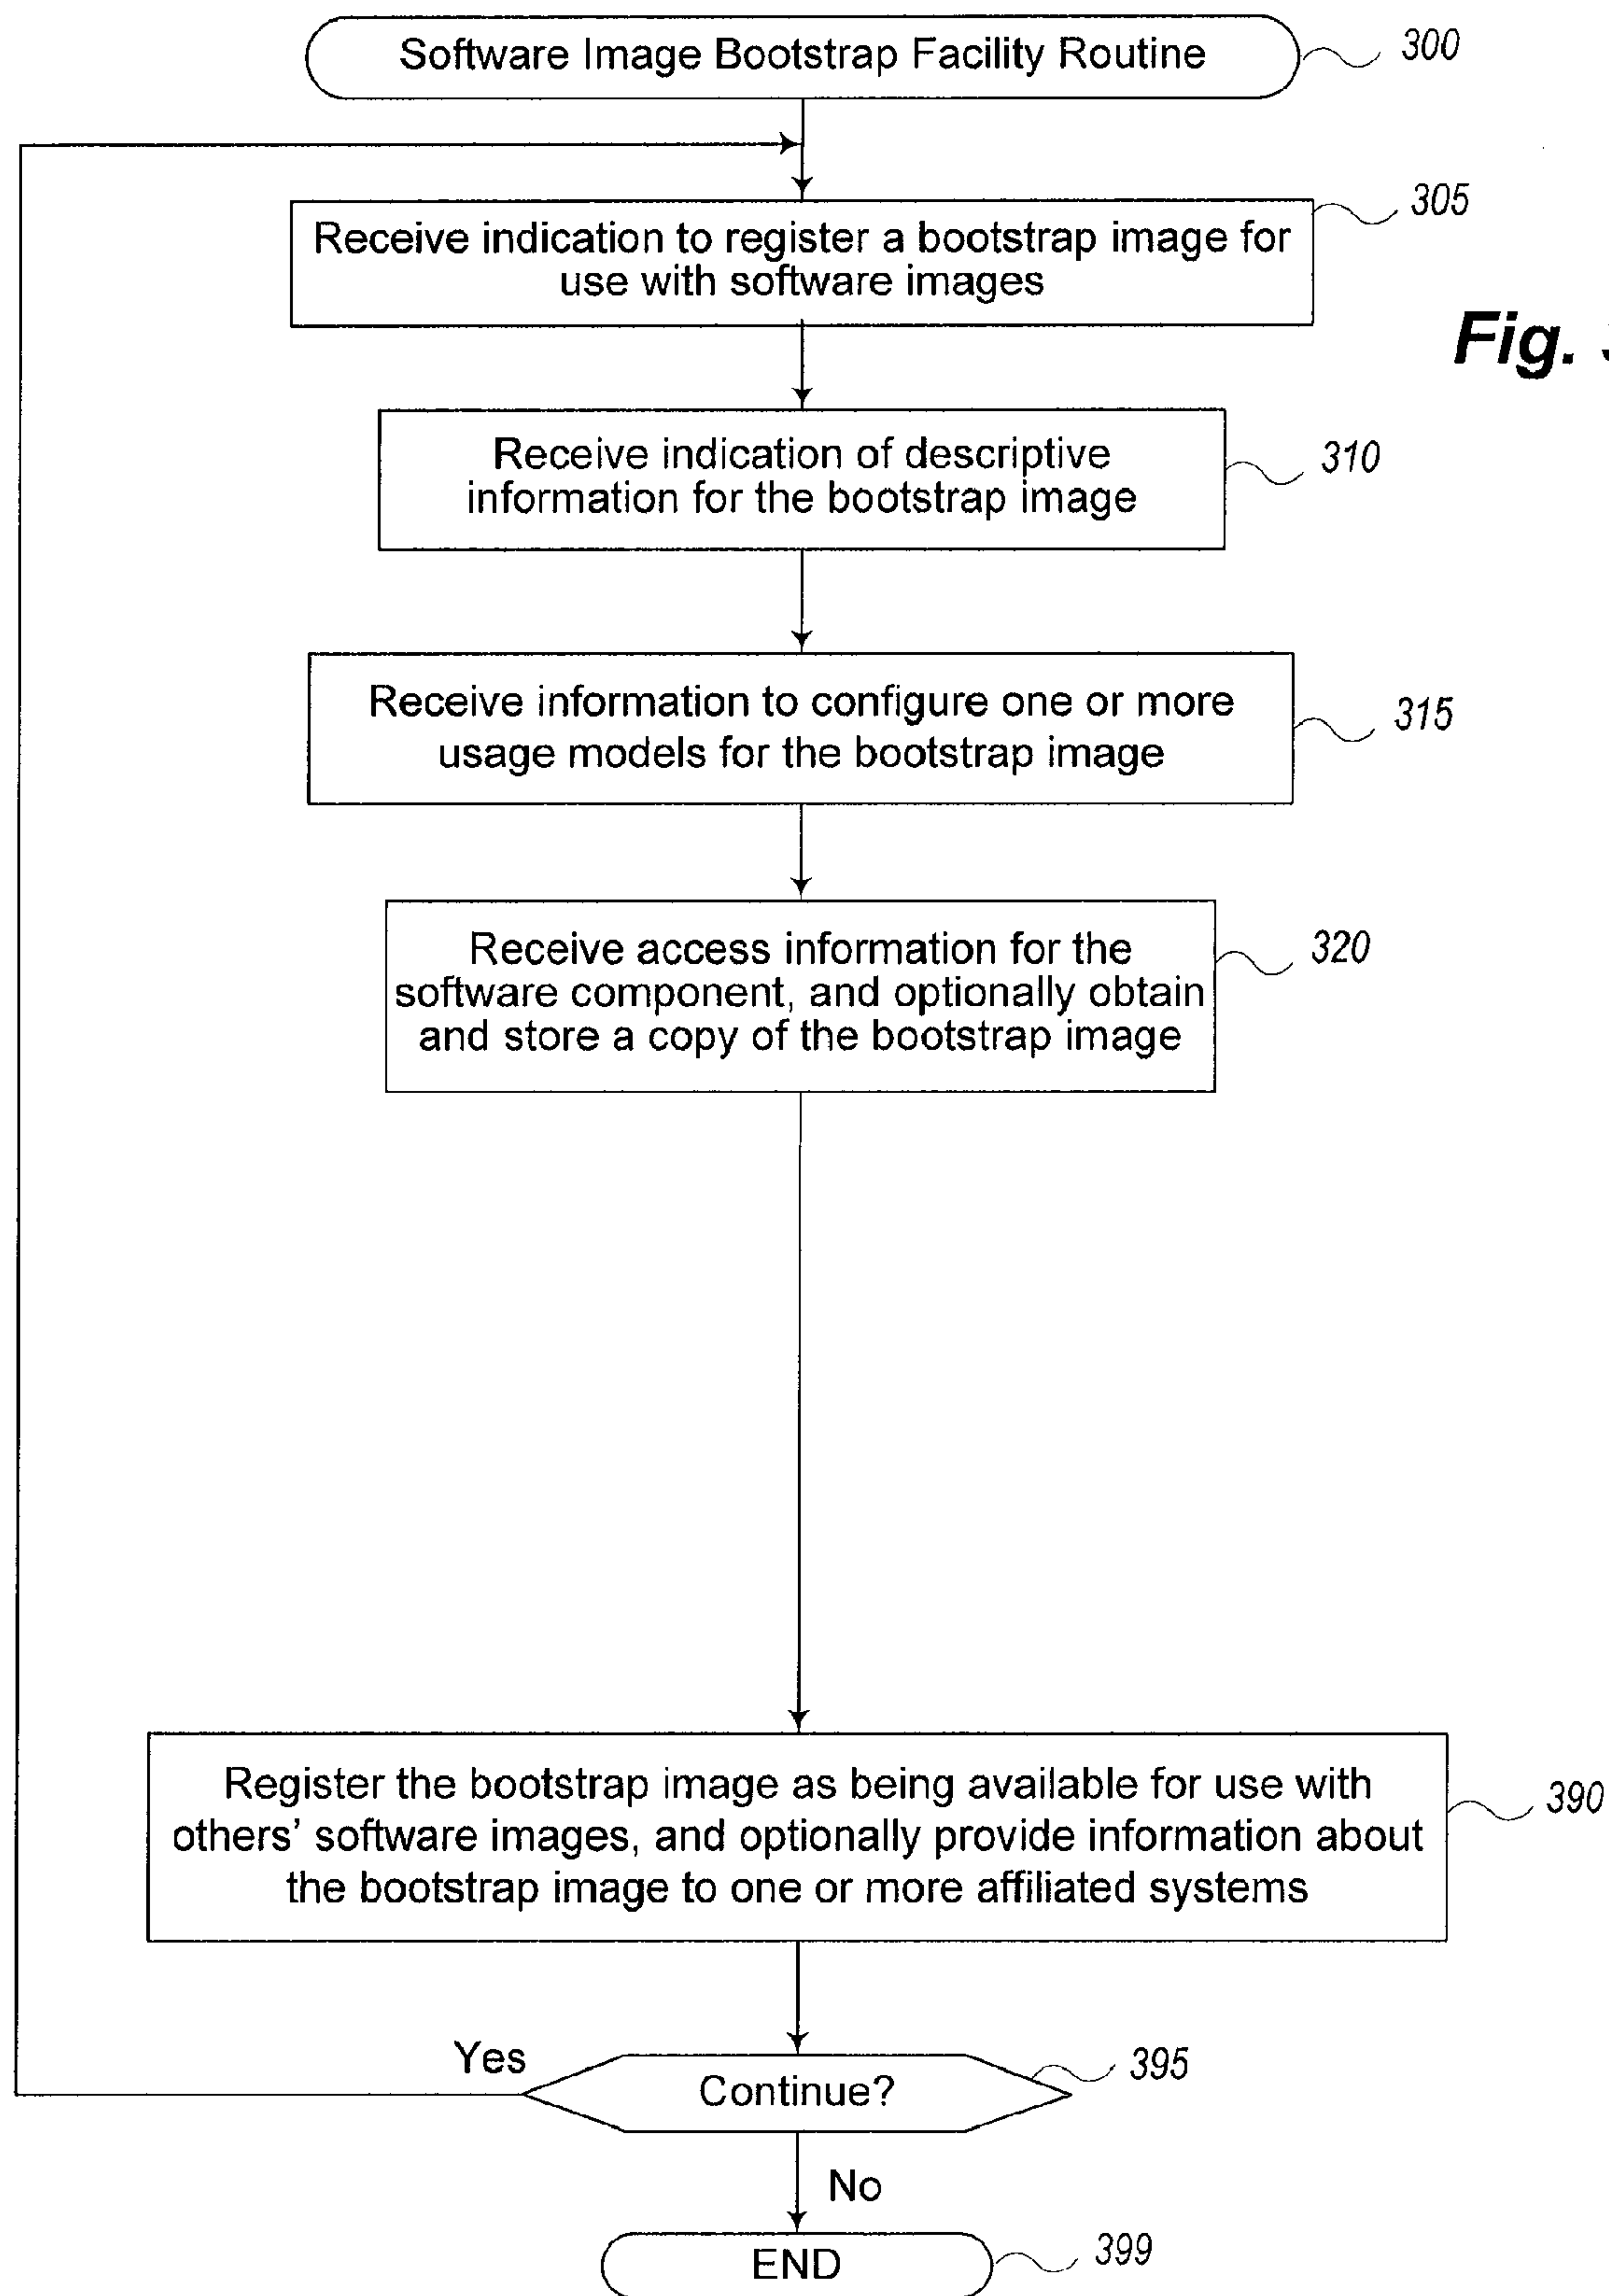 Software Image Bootstrap Facility Routine
300
Receive indication to register a bootstrap image for
use with software images
305
Fig.
Receive indication of descriptive
information for the bootstrap image
310
Receive information to configure one or more
usage models for the bootstrap image
315
Receive access information for the
software component, and optionally obtain
and store a copy of the bootstrap image
320
Register the bootstrap image as being available for use with
others’ software images, and optionally provide information about
the bootstrap image to one or more affiliated systems
390
Yes
Continue?
395
No
END
399